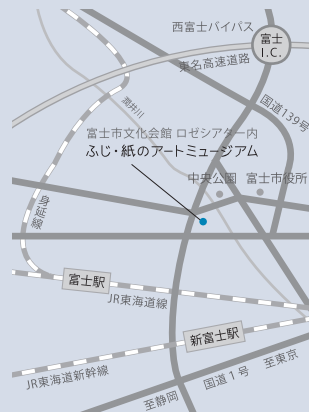 西富士バイパス
富士
I.C.
東名高速道路
国道139号
潤井川
富士市文化会館 ロゼシアター内
ふじ・紙のアートミュージアム
中央公園
富士市役所
身延線
富士駅
JR東海道線
新富士駅
JR東海道新幹線
国道1号
至東京
至静岡